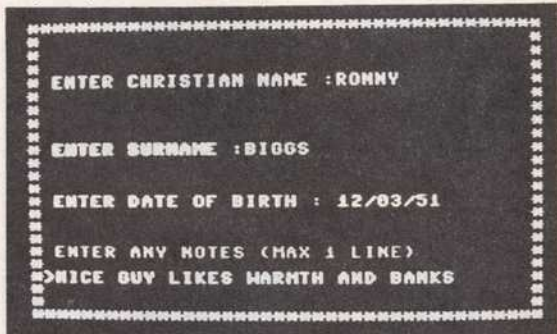 ENTER CHRISTIAN NAME :RONNY
ENTER SURNAME :BIGGS
ENTER DATE OF BIRTH : 12/03/51
ENTER ANY NOTES (MAX 1 LINE)
>NICE GUY LIKES WARMTH AND BANKS